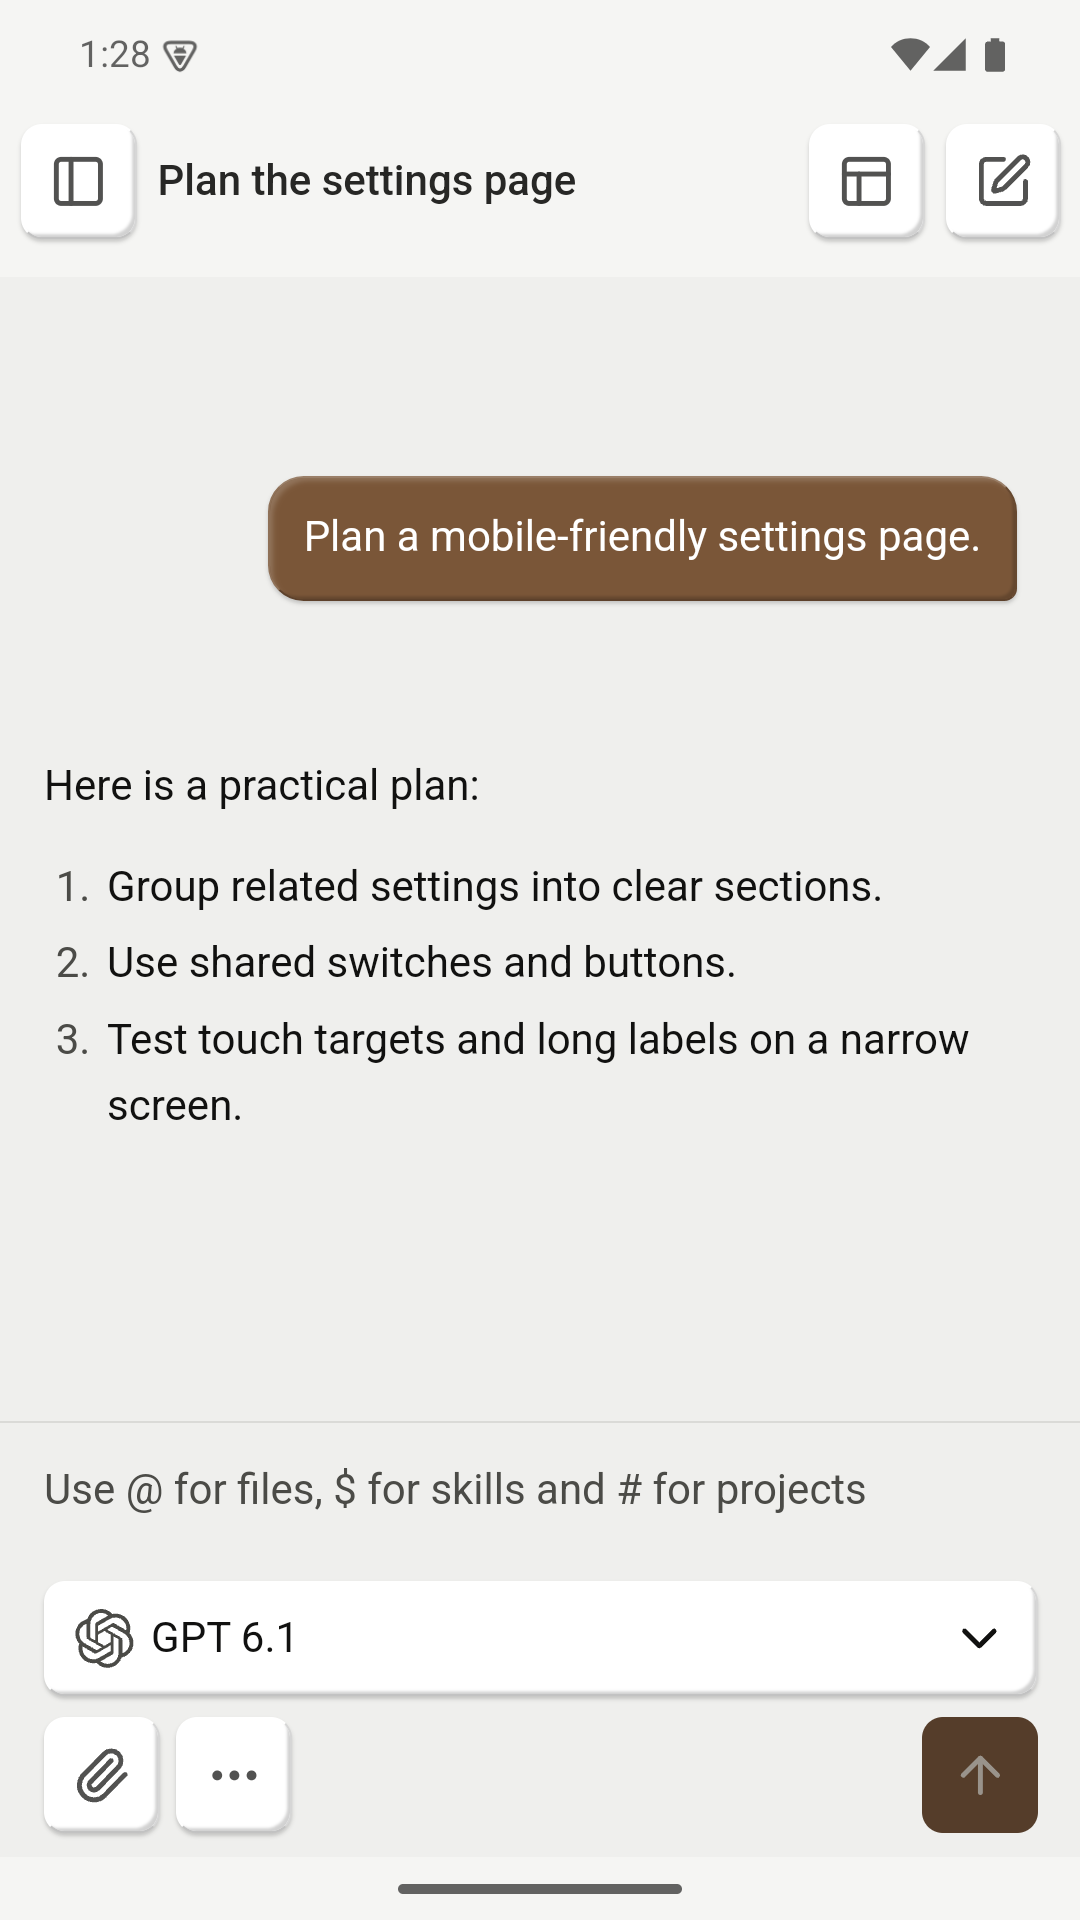 1:28
Plan the settings page
Plan a mobile-friendly settings page.
Here is a practical plan:
1. Group related settings into clear sections.
2. Use shared switches and buttons.
3. Test touch targets and long labels on a narrow
screen.
Use @ for files, $ for skills and # for projects
GPT 6.1